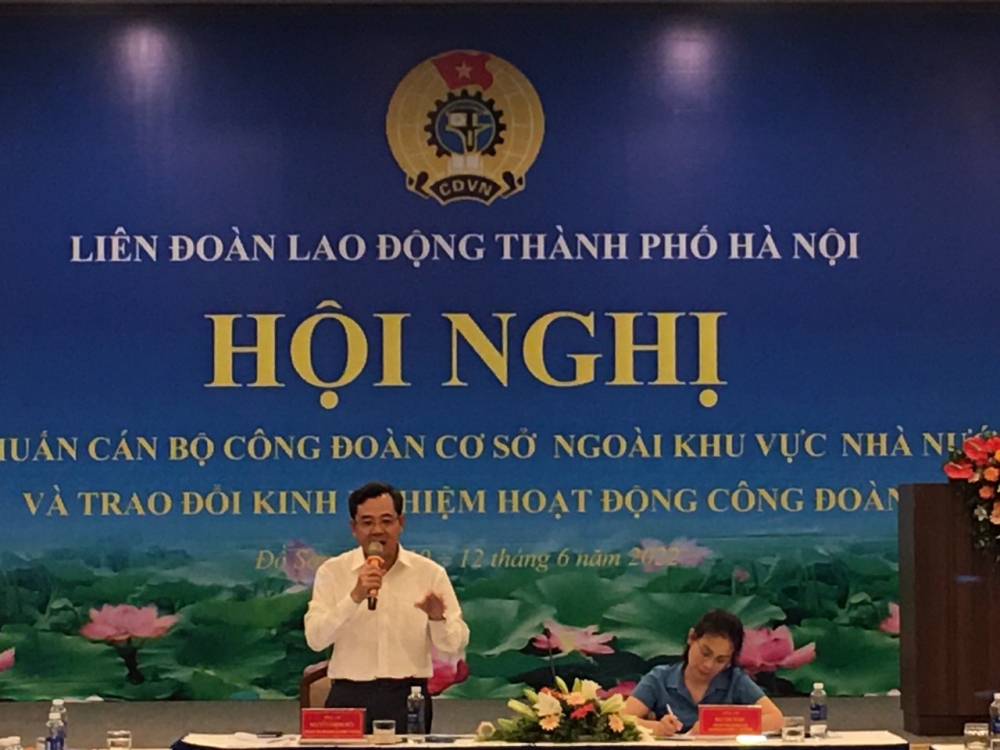 CĐVN
LIÊN ĐOÀN LAO ĐỘNG THÀNH PHỐ HÀ NỘI
HỘI NGHỊ
HUẤN CÁN BỘ CÔNG ĐOÀN CƠ SỞ NGOÀI KHU VỰC NHÀ
VÀ TRAO ĐỔI KINH HOẠT ĐỘNG CÔNG ĐOÀN
12 tháng 6 năm 2022